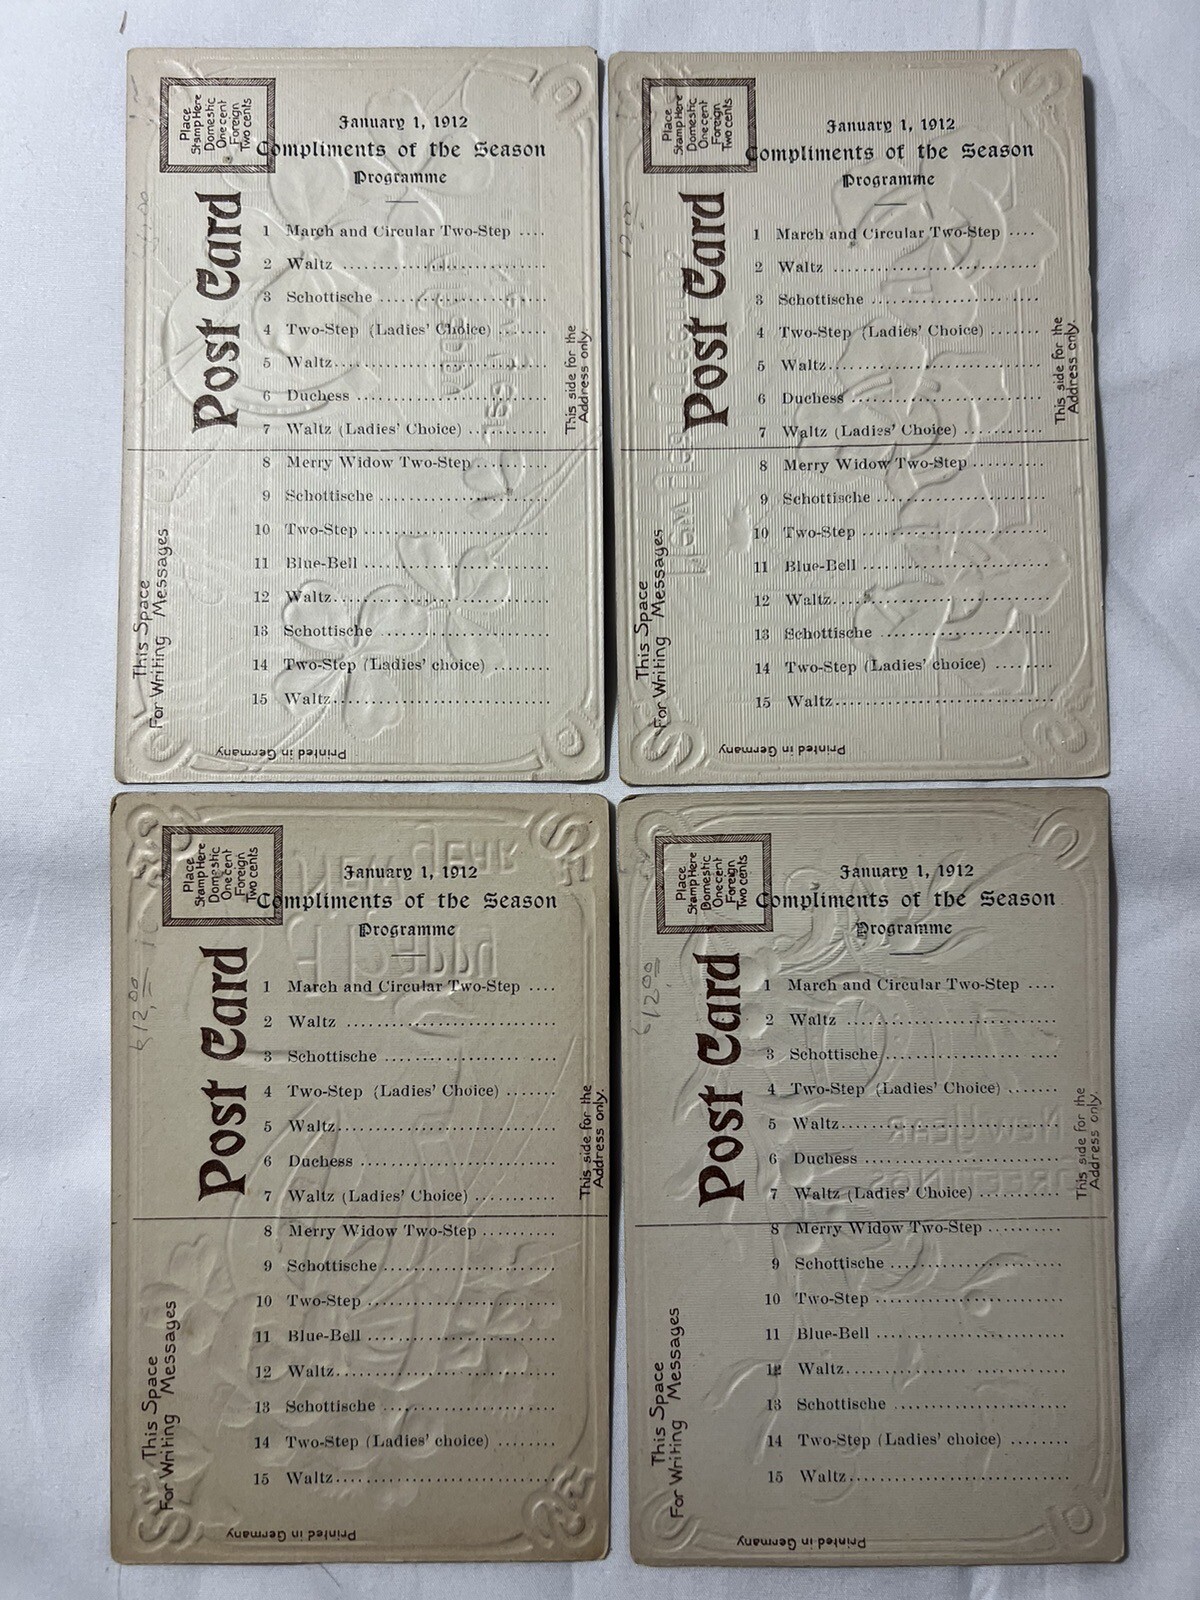 Place
Stamp Here
Domestic
One cent
Foreign
Two cents
Post Card
January 1, 1912
Compliments of the Season
Programme
1 March and Circular Two-Step ....
2 Waltz ........................
3 Schottische ........................
4 Two-Step (Ladies' Choice) .......
5 Waltz........................
6 Duchess ........................
7 Waltz (Ladies' Choice) ...........
8 Merry Widow Two-Step ..........
9 Schottische ........................
10 Two-Step ........................
11 Blue-Bell ........................
12 Waltz........................
13 Schottische ........................
14 Two-Step (Ladies' choice) ........
15 Waltz........................
This side for the
Address only.
This Space
For Writing Messages
Printed in Germany
Place
Stamp Here
Domestic
One cent
Foreign
Two cents
Post Card
12.00
January 1, 1912
Compliments of the Season
Programme
1 March and Circular Two-Step ....
2 Waltz ........................
3 Schottische ........................
4 Two-Step (Ladies' Choice) .......
5 Waltz........................
6 Duchess ........................
7 Waltz (Ladies' Choice) ...........
8 Merry Widow Two-Step ..........
9 Schottische ........................
10 Two-Step ........................
11 Blue-Bell ........................
12 Waltz........................
13 Schottische ........................
14 Two-Step (Ladies' choice) ........
15 Waltz........................
This side for the
Address only.
This Space
For Writing Messages
Printed in Germany
Place
Stamp Here
Domestic
One cent
Foreign
Two cents
Post Card
12.00
New Year
Happy
January 1, 1912
Compliments of the Season
Programme
1 March and Circular Two-Step ....
2 Waltz ........................
3 Schottische ........................
4 Two-Step (Ladies' Choice) .......
5 Waltz........................
6 Duchess ........................
7 Waltz (Ladies' Choice) ...........
8 Merry Widow Two-Step ..........
9 Schottische ........................
10 Two-Step ........................
11 Blue-Bell ........................
12 Waltz........................
13 Schottische ........................
14 Two-Step (Ladies' choice) ........
15 Waltz........................
This side for the
Address only.
This Space
For Writing Messages
Printed in Germany
Place
Stamp Here
Domestic
One cent
Foreign
Two cents
Post Card
12.00
January 1, 1912
Compliments of the Season
Programme
1 March and Circular Two-Step ....
2 Waltz ........................
3 Schottische ........................
4 Two-Step (Ladies' Choice) .......
5 Waltz........................
6 Duchess ........................
7 Waltz (Ladies' Choice) ...........
8 Merry Widow Two-Step ..........
9 Schottische ........................
10 Two-Step ........................
11 Blue-Bell ........................
12 Waltz........................
13 Schottische ........................
14 Two-Step (Ladies' choice) ........
15 Waltz........................
New Year
Greetings
This side for the
Address only.
This Space
For Writing Messages
Printed in Germany